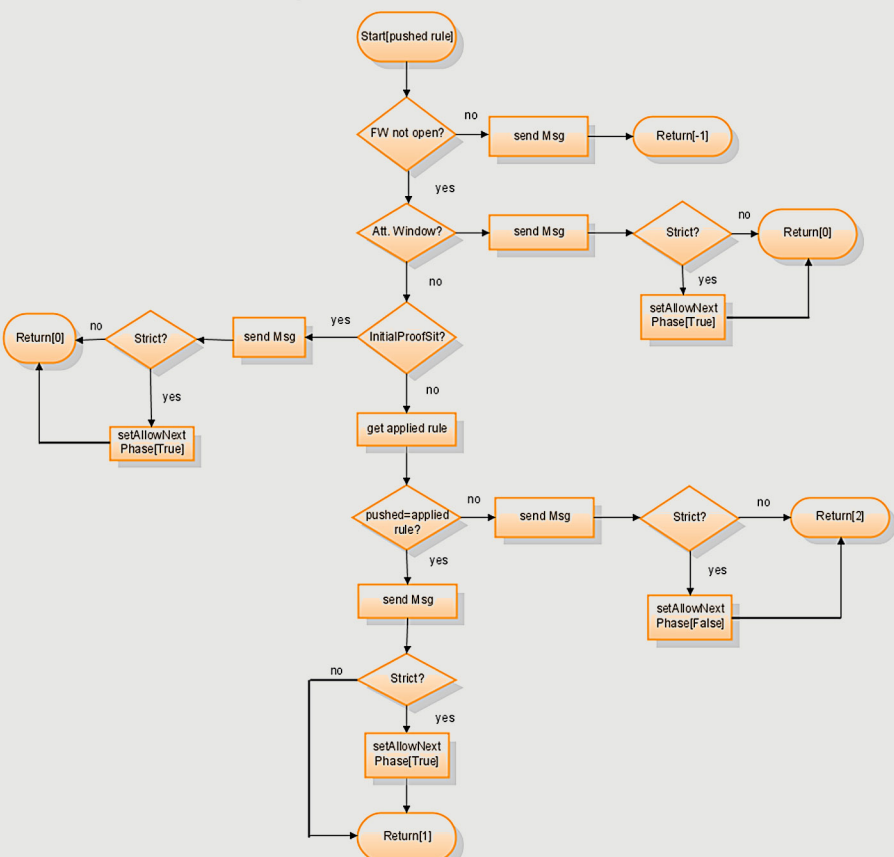 Start[pushed rule]
FW not open?
no
send Msg
Return[-1]
yes
Att. Window?
send Msg
Strict?
no
Return[0]
yes
setAllowNext
Phase[True]
no
InitialProofSit?
yes
send Msg
Strict?
no
Return[0]
yes
setAllowNext
Phase[True]
no
get applied rule
pushed=applied
rule?
no
send Msg
Strict?
no
Return[2]
yes
setAllowNext
Phase[False]
yes
send Msg
Strict?
no
yes
setAllowNext
Phase[True]
Return[1]